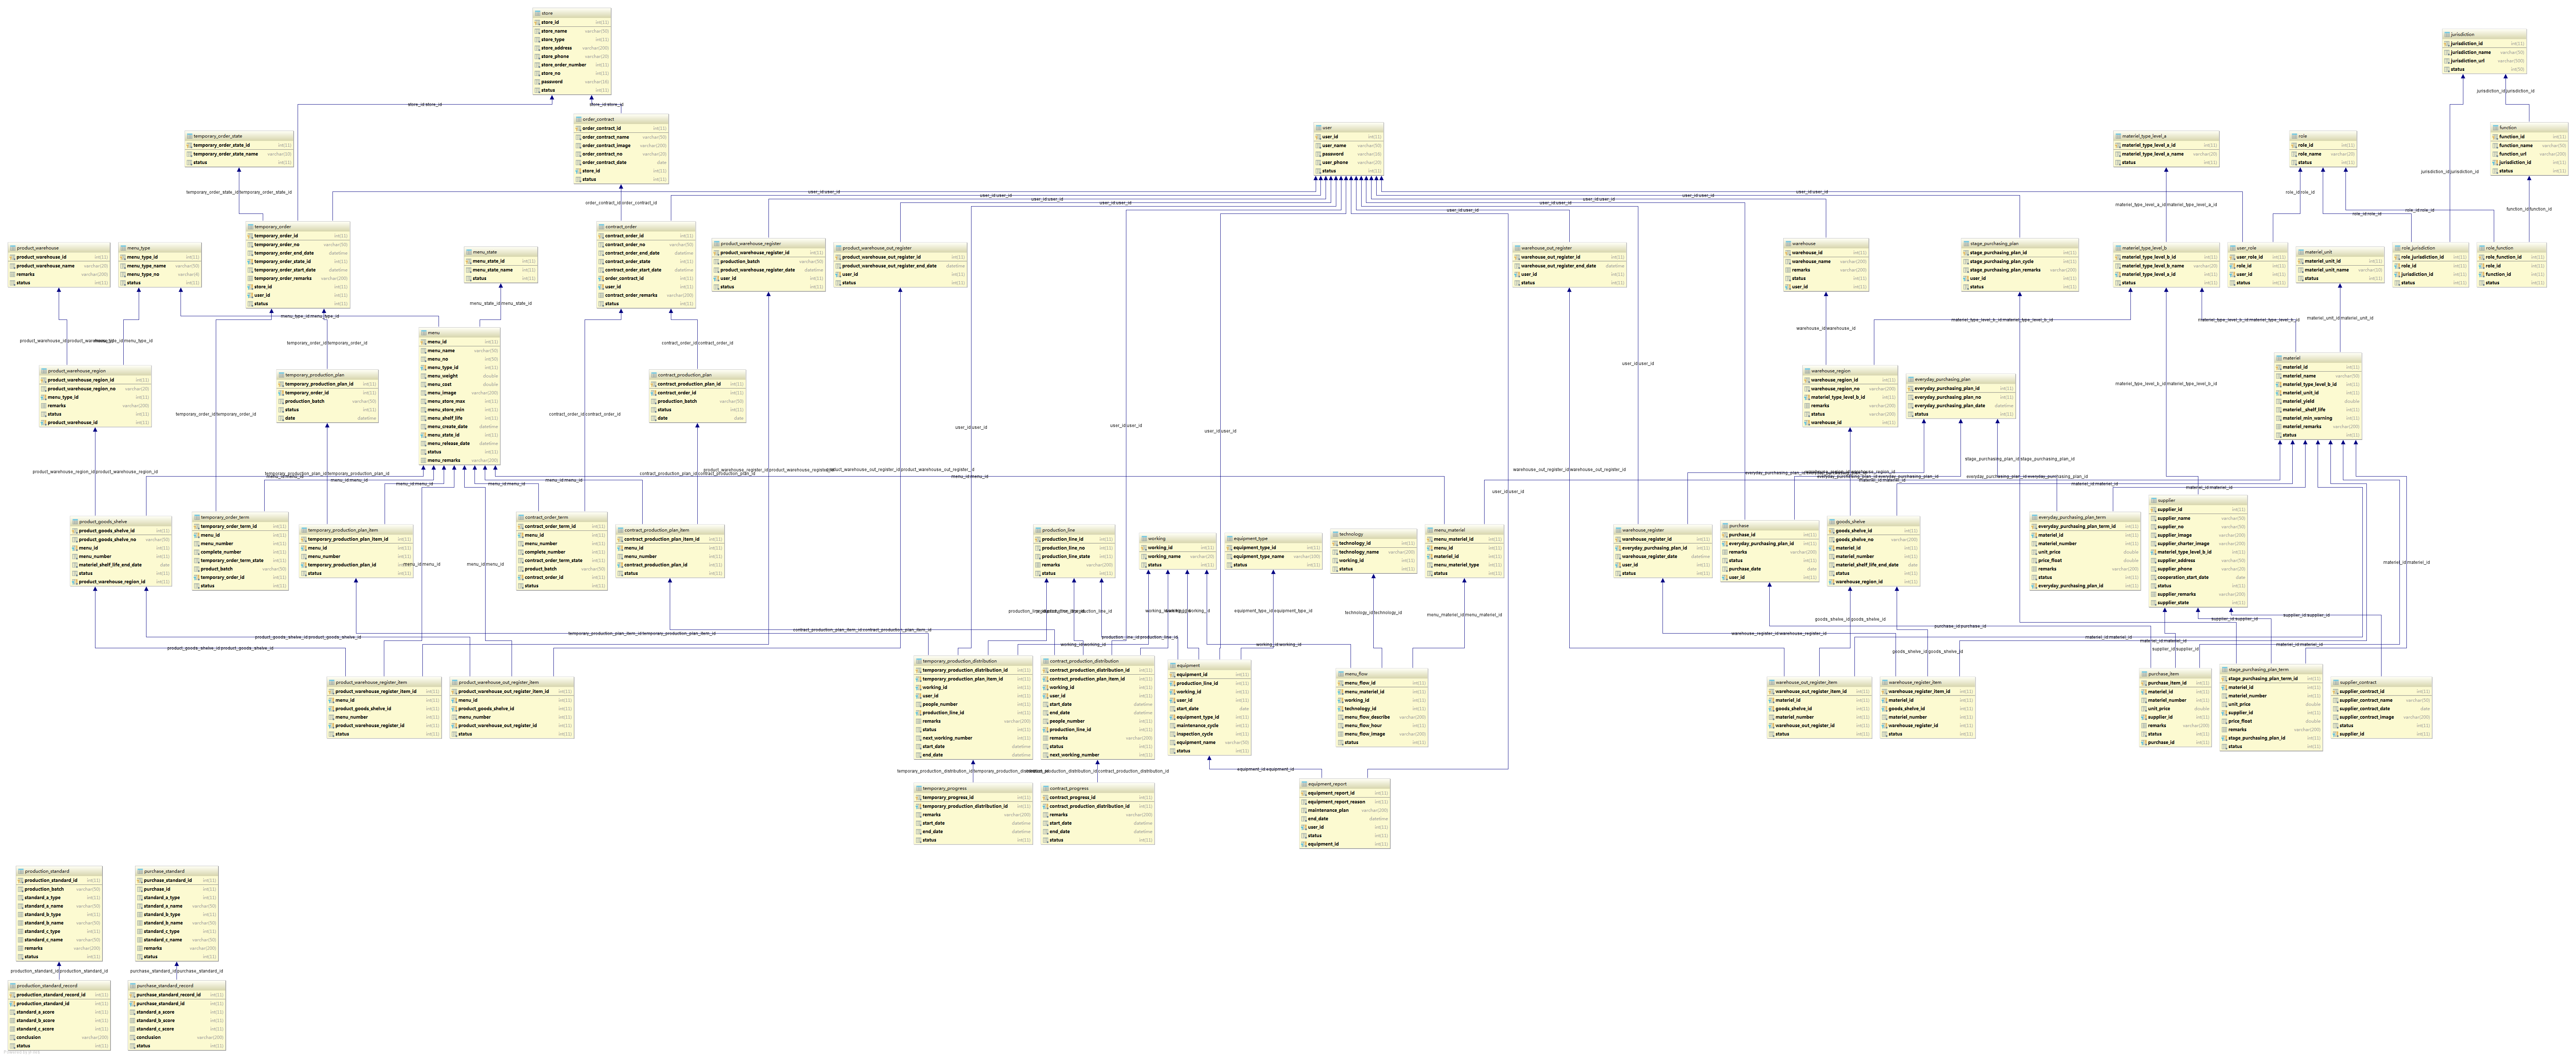 store
store_id int(11)
store_name varchar(50)
store_type int(11)
store_address varchar(200)
store_phone varchar(20)
store_order_number int(11)
store_no int(11)
password varchar(16)
status int(11)
jurisdiction
jurisdiction_id int(11)
jurisdiction_name varchar(50)
jurisdiction_url varchar(500)
status int(10)
store_id:store_id
jurisdiction_id:jurisdiction_id
order_contract
order_contract_id int(11)
order_contract_name varchar(50)
order_contract_image varchar(200)
order_contract_no varchar(20)
order_contract_date date
store_id int(11)
status int(11)
temporary_order_state
temporary_order_state_id int(11)
temporary_order_state_name varchar(10)
status int(11)
user
user_id int(11)
user_name varchar(50)
password varchar(16)
user_phone varchar(20)
status int(11)
materiel_type_level_a
materiel_type_level_a_id int(11)
materiel_type_level_a_name varchar(20)
status int(11)
role
role_id int(11)
role_name varchar(20)
status int(11)
function
function_id int(11)
function_name varchar(50)
function_url varchar(200)
jurisdiction_id int(11)
status int(11)
temporary_order_state_id:temporary_order_state_id
order_contract_id:order_contract_id
user_id:user_id
materiel_type_level_a_id:materiel_type_level_a_id
role_id:role_id
function_id:function_id
product_warehouse
product_warehouse_id int(11)
product_warehouse_name varchar(20)
remarks varchar(200)
status int(11)
menu_type
menu_type_id int(11)
menu_type_name varchar(50)
menu_type_no varchar(6)
status int(11)
temporary_order
temporary_order_id int(11)
temporary_order_no varchar(50)
temporary_order_end_date datetime
temporary_order_state_id int(11)
temporary_order_start_date datetime
temporary_order_remarks varchar(200)
store_id int(11)
user_id int(11)
status int(11)
menu_state
menu_state_id int(11)
menu_state_name varchar(10)
status int(11)
contract_order
contract_order_id int(11)
contract_order_no varchar(50)
contract_order_end_date datetime
contract_order_state int(11)
contract_order_start_date datetime
order_contract_id int(11)
user_id int(11)
contract_order_remarks varchar(200)
status int(11)
product_warehouse_register
product_warehouse_register_id int(11)
production_batch varchar(50)
product_warehouse_register_date datetime
user_id int(11)
status int(11)
product_warehouse_out_register
product_warehouse_out_register_id int(11)
product_warehouse_out_register_end_date datetime
user_id int(11)
status int(11)
warehouse_out_register
warehouse_out_register_id int(11)
warehouse_out_register_end_date datetime
user_id int(11)
status int(11)
warehouse
warehouse_id int(11)
warehouse_name varchar(200)
remarks varchar(200)
status int(11)
user_id int(11)
stage_purchasing_plan
stage_purchasing_plan_id int(11)
stage_purchasing_plan_cycle int(11)
stage_purchasing_plan_remarks varchar(200)
user_id int(11)
status int(11)
materiel_type_level_b
materiel_type_level_b_id int(11)
materiel_type_level_b_name varchar(20)
materiel_type_level_a_id int(11)
status int(11)
user_role
user_role_id int(11)
role_id int(11)
user_id int(11)
status int(11)
materiel_unit
materiel_unit_id int(11)
materiel_unit_name varchar(10)
status int(11)
role_jurisdiction
role_jurisdiction_id int(11)
role_id int(11)
jurisdiction_id int(11)
status int(11)
role_function
role_function_id int(11)
role_id int(11)
function_id int(11)
status int(11)
menu_state_id:menu_state_id
menu_type_id:menu_type_id
temporary_order_id:temporary_order_id
contract_order_id:contract_order_id
warehouse_id:warehouse_id
materiel_type_level_b_id:materiel_type_level_b_id
materiel_unit_id:materiel_unit_id
menu
menu_id int(11)
menu_name varchar(50)
menu_no int(50)
menu_type_id int(11)
menu_weight double
menu_cost double
menu_image varchar(200)
menu_store_max int(11)
menu_store_min int(11)
menu_shelf_life int(11)
menu_create_date datetime
menu_state_id int(11)
menu_release_date datetime
status int(11)
menu_remarks varchar(200)
product_warehouse_region
product_warehouse_region_id int(11)
product_warehouse_region_no varchar(20)
menu_type_id int(11)
remarks varchar(200)
status int(11)
product_warehouse_id int(11)
temporary_production_plan
temporary_production_plan_id int(11)
temporary_order_id int(11)
production_batch varchar(50)
status int(11)
date datetime
contract_production_plan
contract_production_plan_id int(11)
contract_order_id int(11)
production_batch varchar(50)
status int(11)
date date
warehouse_region
warehouse_region_id int(11)
warehouse_region_no varchar(200)
materiel_type_level_b_id int(11)
remarks varchar(200)
status varchar(200)
warehouse_id int(11)
everyday_purchasing_plan
everyday_purchasing_plan_id int(11)
everyday_purchasing_plan_no int(11)
everyday_purchasing_plan_date datetime
status int(11)
materiel
materiel_id int(11)
materiel_name varchar(50)
materiel_type_level_b_id int(11)
materiel_unit_id int(11)
materiel_yield double
materiel__shelf_life int(11)
materiel_min_warning int(11)
materiel_remarks varchar(200)
status int(11)
product_warehouse_region_id:product_warehouse_region_id
temporary_production_plan_id:temporary_production_plan_id
contract_production_plan_id:contract_production_plan_id
warehouse_out_register_id:warehouse_out_register_id
stage_purchasing_plan_id:stage_purchasing_plan_id
everyday_purchasing_plan_id:everyday_purchasing_plan_id
menu_id:menu_id
materiel_id:materiel_id
product_goods_shelve
product_goods_shelve_id int(11)
product_goods_shelve_no varchar(50)
menu_id int(11)
menu_number int(11)
materiel_shelf_life_end_date date
status int(11)
product_warehouse_region_id int(11)
temporary_order_term
temporary_order_term_id int(11)
menu_id int(11)
menu_number int(11)
complete_number int(11)
temporary_order_term_state int(11)
product_batch varchar(50)
temporary_order_id int(11)
status int(11)
temporary_production_plan_item
temporary_production_plan_item_id int(11)
menu_id int(11)
menu_number int(11)
temporary_production_plan_id int(11)
status int(11)
contract_order_term
contract_order_term_id int(11)
menu_id int(11)
menu_number int(11)
complete_number int(11)
contract_order_term_state int(11)
product_batch varchar(50)
contract_order_id int(11)
status int(11)
contract_production_plan_item
contract_production_plan_item_id int(11)
menu_id int(11)
menu_number int(11)
contract_production_plan_id int(11)
status int(11)
production_line
production_line_id int(11)
production_line_no int(11)
production_line_state int(11)
remarks varchar(200)
status int(11)
working
working_id int(11)
working_name varchar(20)
status int(11)
equipment_type
equipment_type_id int(11)
equipment_type_name varchar(100)
status int(11)
technology
technology_id int(11)
technology_name varchar(200)
working_id int(11)
status int(11)
menu_materiel
menu_materiel_id int(11)
menu_id int(11)
materiel_id int(11)
menu_materiel_type int(11)
status int(11)
warehouse_register
warehouse_register_id int(11)
everyday_purchasing_plan_id int(11)
warehouse_register_date datetime
user_id int(11)
status int(11)
purchase
purchase_id int(11)
everyday_purchasing_plan_id int(11)
remarks varchar(200)
status int(11)
purchase_date date
user_id int(11)
goods_shelve
goods_shelve_id int(11)
goods_shelve_no varchar(200)
materiel_id int(11)
materiel_number int(11)
materiel_shelf_life_end_date date
status int(11)
warehouse_region_id int(11)
everyday_purchasing_plan_term
everyday_purchasing_plan_term_id int(11)
materiel_id int(11)
materiel_number int(11)
unit_price double
price_float double
remarks varchar(200)
status int(11)
everyday_purchasing_plan_id int(11)
supplier
supplier_id int(11)
supplier_name varchar(50)
supplier_no varchar(50)
supplier_image varchar(200)
supplier_charter_image varchar(200)
materiel_type_level_b_id int(11)
supplier_address varchar(200)
supplier_phone varchar(20)
cooperation_start_date date
status int(11)
supplier_remarks varchar(200)
supplier_state int(11)
equipment_type_id:equipment_type_id
technology_id:technology_id
menu_materiel_id:menu_materiel_id
goods_shelve_id:goods_shelve_id
supplier_id:supplier_id
temporary_production_plan_item_id:temporary_production_plan_item_id
contract_production_plan_item_id:contract_production_plan_item_id
product_goods_shelve_id:product_goods_shelve_id
production_line_id:production_line_id
working_id:working_id
warehouse_register_id:warehouse_register_id
purchase_id:purchase_id
product_warehouse_register_item
product_warehouse_register_item_id int(11)
menu_id int(11)
product_goods_shelve_id int(11)
menu_number int(11)
product_warehouse_register_id int(11)
status int(11)
product_warehouse_out_register_item
product_warehouse_out_register_item_id int(11)
menu_id int(11)
product_goods_shelve_id int(11)
menu_number int(11)
product_warehouse_out_register_id int(11)
status int(11)
temporary_production_distribution
temporary_production_distribution_id int(11)
temporary_production_plan_item_id int(11)
working_id int(11)
user_id int(11)
people_number int(11)
production_line_id int(11)
remarks varchar(200)
status int(11)
next_working_number int(11)
start_date datetime
end_date datetime
contract_production_distribution
contract_production_distribution_id int(11)
contract_production_plan_item_id int(11)
working_id int(11)
user_id int(11)
start_date datetime
end_date datetime
people_number int(11)
production_line_id int(11)
remarks varchar(200)
status int(11)
next_working_number int(11)
equipment
equipment_id int(11)
production_line_id int(11)
working_id int(11)
user_id int(11)
start_date date
equipment_type_id int(11)
maintenance_cycle int(11)
inspection_cycle int(11)
equipment_name varchar(50)
status int(11)
menu_flow
menu_flow_id int(11)
menu_materiel_id int(11)
working_id int(11)
technology_id int(11)
menu_flow_describe varchar(200)
menu_flow_hour int(11)
menu_flow_image varchar(200)
status int(11)
warehouse_out_register_item
warehouse_out_register_item_id int(11)
materiel_id int(11)
goods_shelve_id int(11)
materiel_number int(11)
warehouse_out_register_id int(11)
status int(11)
warehouse_register_item
warehouse_register_item_id int(11)
materiel_id int(11)
goods_shelve_id int(11)
materiel_number int(11)
warehouse_register_id int(11)
status int(11)
purchase_item
purchase_item_id int(11)
materiel_id int(11)
materiel_number int(11)
unit_price double
supplier_id int(11)
remarks varchar(200)
status int(11)
purchase_id int(11)
stage_purchasing_plan_term
stage_purchasing_plan_term_id int(11)
materiel_id int(11)
materiel_number int(11)
unit_price double
supplier_id int(11)
price_float double
remarks varchar(200)
stage_purchasing_plan_id int(11)
status int(11)
supplier_contract
supplier_contract_id int(11)
supplier_contract_name varchar(50)
supplier_contract_date date
supplier_contract_image varchar(200)
status int(11)
supplier_id int(11)
equipment_id:equipment_id
temporary_progress
temporary_progress_id int(11)
temporary_production_distribution_id int(11)
remarks varchar(200)
start_date datetime
end_date datetime
status int(11)
contract_progress
contract_progress_id int(11)
contract_production_distribution_id int(11)
remarks varchar(200)
start_date datetime
end_date datetime
status int(11)
equipment_report
equipment_report_id int(11)
equipment_report_reason int(11)
maintenance_plan varchar(200)
end_date datetime
user_id int(11)
status int(11)
equipment_id int(11)
production_standard
production_standard_id int(11)
production_batch varchar(50)
standard_a_type int(11)
standard_a_name varchar(50)
standard_b_type int(11)
standard_b_name varchar(50)
standard_c_type int(11)
standard_c_name varchar(50)
remarks varchar(200)
status int(11)
purchase_standard
purchase_standard_id int(11)
purchase_id int(11)
standard_a_type int(11)
standard_a_name varchar(50)
standard_b_type int(11)
standard_b_name varchar(50)
standard_c_type int(11)
standard_c_name varchar(50)
remarks varchar(200)
status int(11)
production_standard_id:production_standard_id
purchase_standard_id:purchase_standard_id
production_standard_record
production_standard_record_id int(11)
production_standard_id int(11)
standard_a_score int(11)
standard_b_score int(11)
standard_c_score int(11)
conclusion varchar(200)
status int(11)
purchase_standard_record
purchase_standard_record_id int(11)
purchase_standard_id int(11)
standard_a_score int(11)
standard_b_score int(11)
standard_c_score int(11)
conclusion varchar(200)
status int(11)